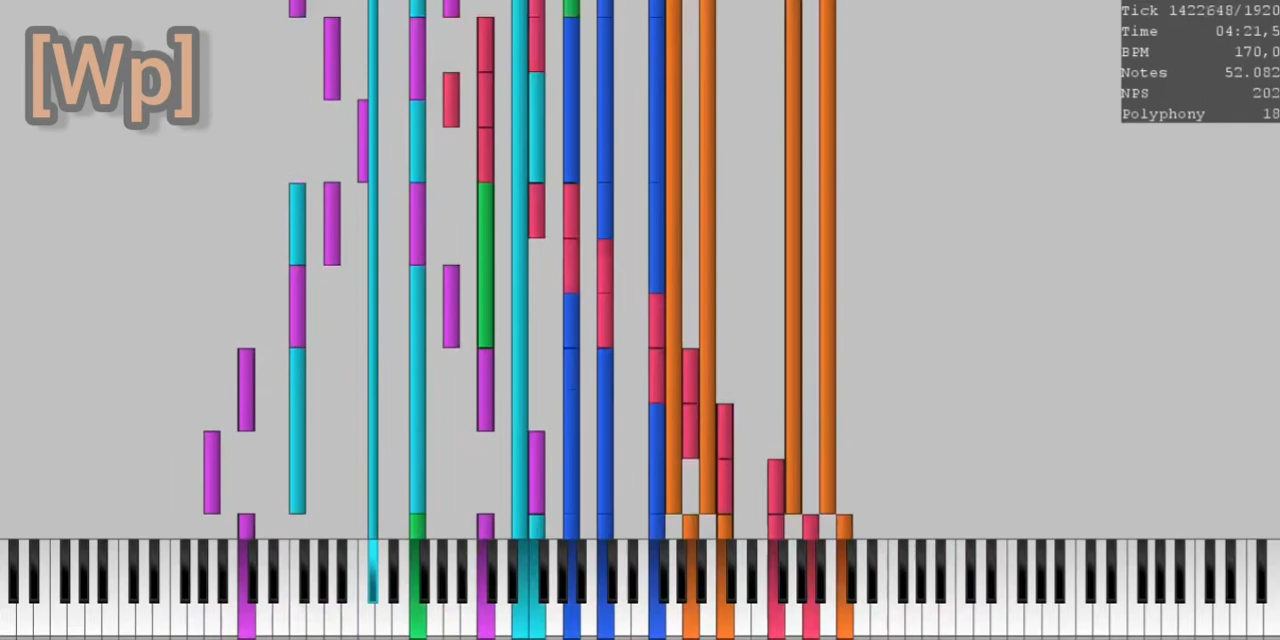 [Wp]
Tick 1422648/1920
Time 04:21,5
BPM 170,0
Notes 52.082
NPS 202
Polyphony 18